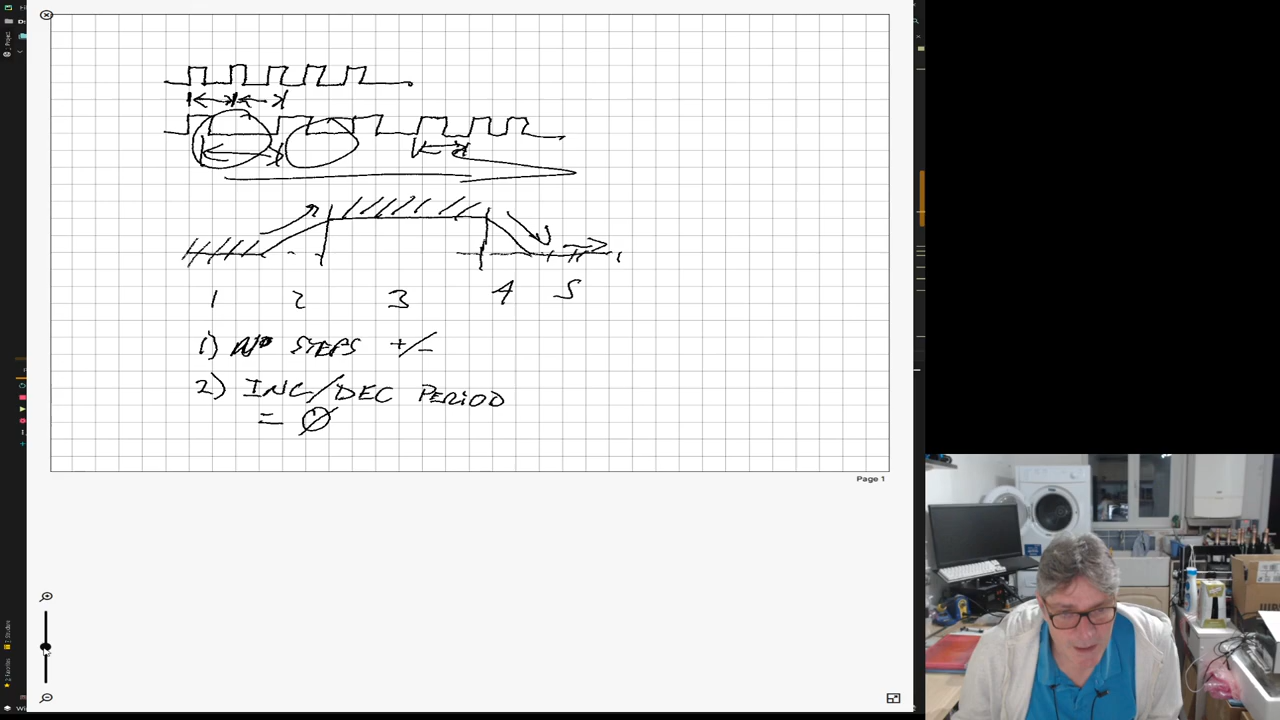 1 2 3 4 5
1) NO STEPS +/-
2) INC/DEC PERIOD
= Ø
Page 1